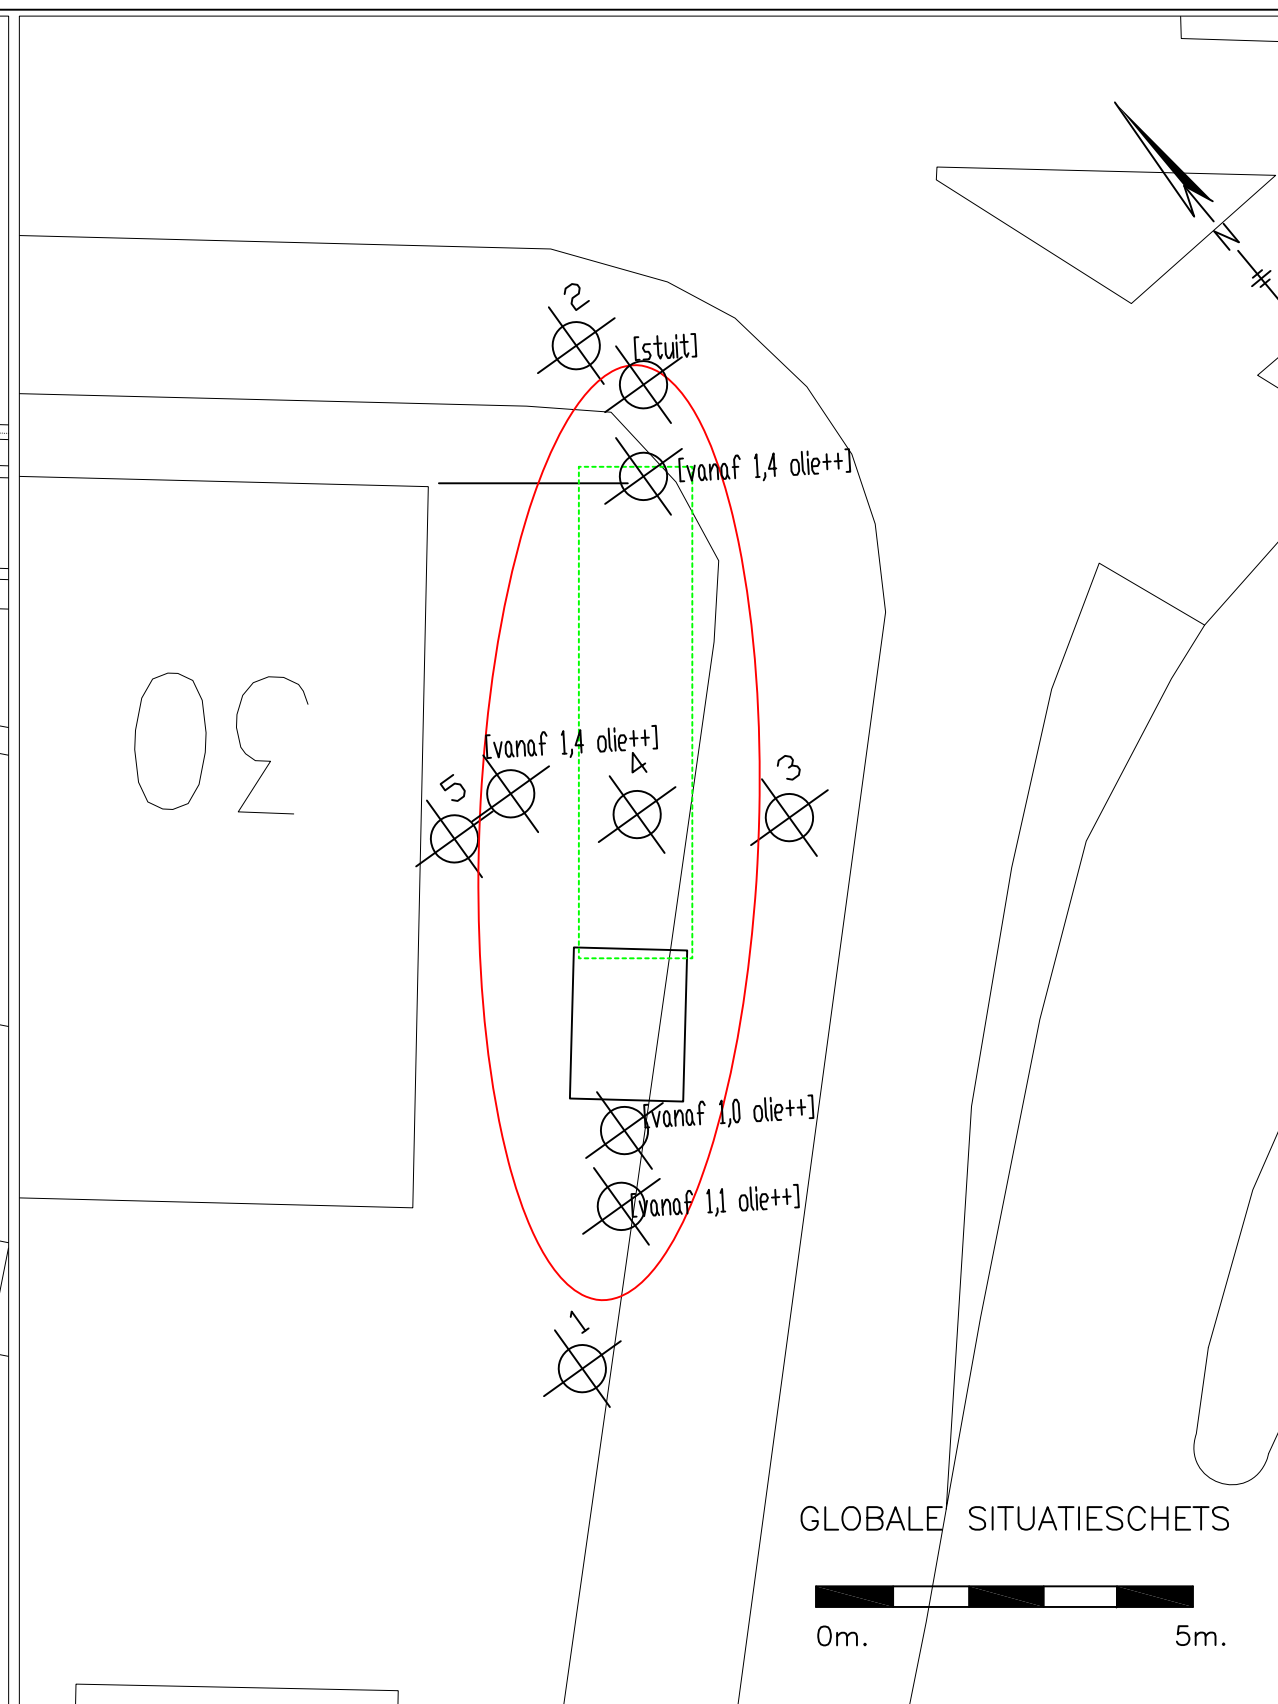 N
2
[stuit]
[vanaf 1,4 olie++]
30
[vanaf 1,4 olie++]
5
4
3
[vanaf 1,0 olie++]
[vanaf 1,1 olie++]
1
GLOBALE SITUATIESCHETS
0m. 5m.